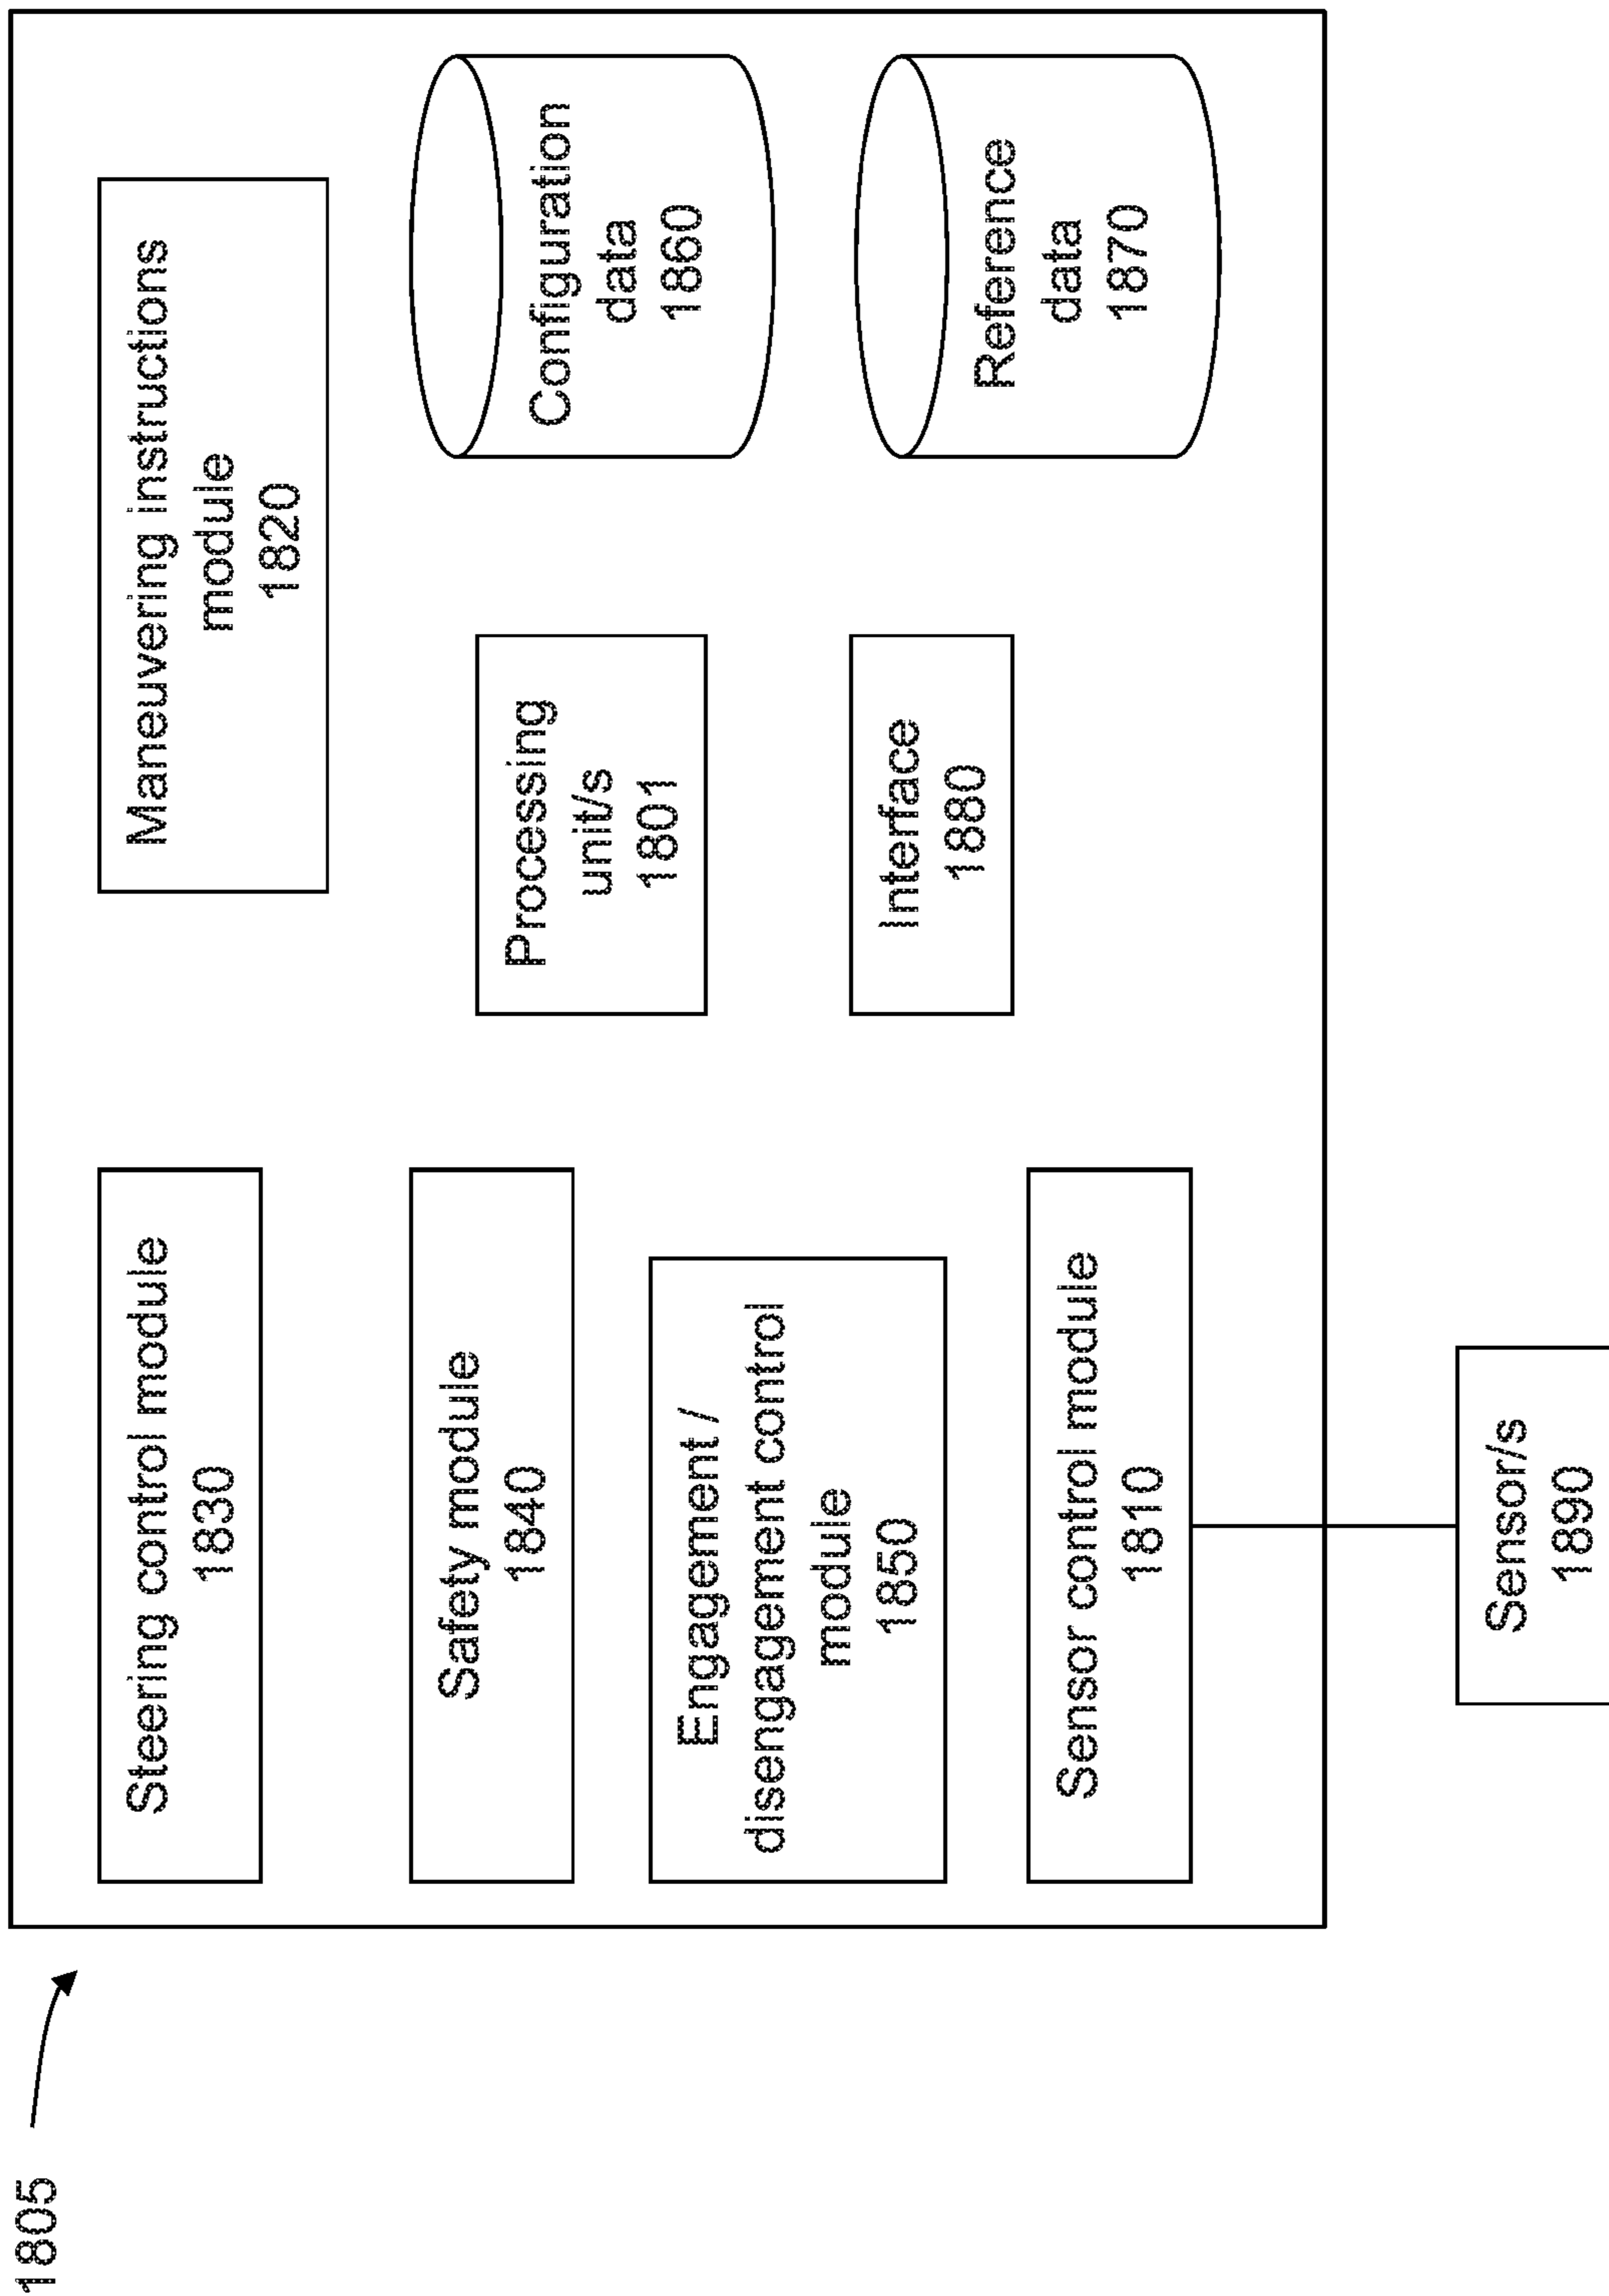 1805
Steering control module
1830
Maneuvering instructions
module
1820
Safety module
1840
Processing
unit/s
1801
Configuration
data
1860
Engagement /
disengagement control
module
1850
Interface
1880
Reference
data
1870
Sensor control module
1810
Sensor/s
1890